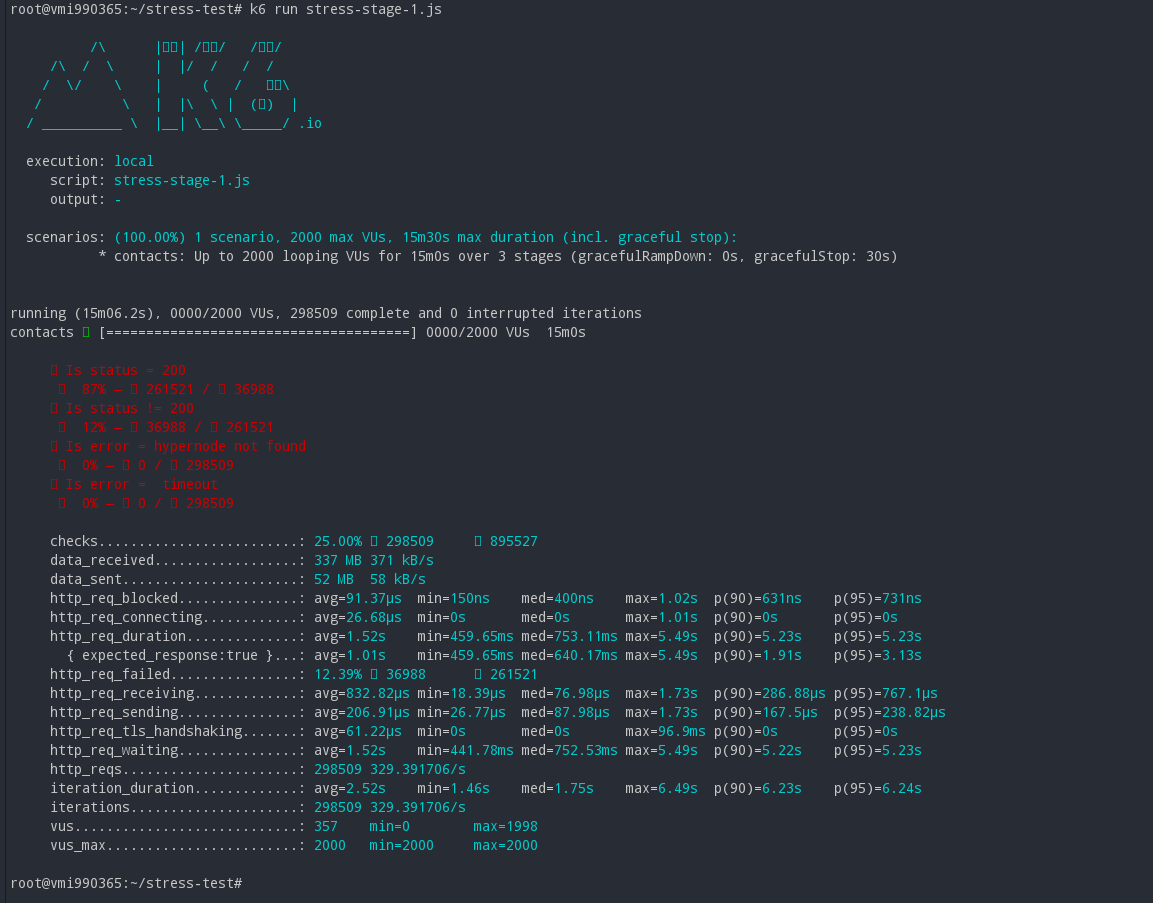 root@vmi990365:~/stress-test# k6 run stress-stage-1.js
          /\      |▯▯| /▯▯/   /▯▯/
     /\  /  \     |  |/  /   /  /
    /  \/    \    |     (   /   ▯▯\
   /          \   |  |\  \ |  (▯)  |
  / __________ \  |__| \__\ \_____/ .io
  execution: local
     script: stress-stage-1.js
     output: -
  scenarios: (100.00%) 1 scenario, 2000 max VUs, 15m30s max duration (incl. graceful stop):
           * contacts: Up to 2000 looping VUs for 15m0s over 3 stages (gracefulRampDown: 0s, gracefulStop: 30s)
running (15m06.2s), 0000/2000 VUs, 298509 complete and 0 interrupted iterations
contacts ▯ [======================================] 0000/2000 VUs  15m0s
     ▯ Is status = 200
      ▯  87% — ▯ 261521 / ▯ 36988
     ▯ Is status != 200
      ▯  12% — ▯ 36988 / ▯ 261521
     ▯ Is error = hypernode not found
      ▯  0% — ▯ 0 / ▯ 298509
     ▯ Is error =  timeout
      ▯  0% — ▯ 0 / ▯ 298509
     checks.........................: 25.00% ▯ 298509     ▯ 895527
     data_received..................: 337 MB 371 kB/s
     data_sent......................: 52 MB  58 kB/s
     http_req_blocked...............: avg=91.37µs  min=150ns    med=400ns    max=1.02s  p(90)=631ns    p(95)=731ns
     http_req_connecting............: avg=26.68µs  min=0s       med=0s       max=1.01s  p(90)=0s       p(95)=0s
     http_req_duration..............: avg=1.52s    min=459.65ms med=753.11ms max=5.49s  p(90)=5.23s    p(95)=5.23s
       { expected_response:true }...: avg=1.01s    min=459.65ms med=640.17ms max=5.49s  p(90)=1.91s    p(95)=3.13s
     http_req_failed................: 12.39% ▯ 36988      ▯ 261521
     http_req_receiving.............: avg=832.82µs min=18.39µs  med=76.98µs  max=1.73s  p(90)=286.88µs p(95)=767.1µs
     http_req_sending...............: avg=206.91µs min=26.77µs  med=87.98µs  max=1.73s  p(90)=167.5µs  p(95)=238.82µs
     http_req_tls_handshaking.......: avg=61.22µs  min=0s       med=0s       max=96.9ms p(90)=0s       p(95)=0s
     http_req_waiting...............: avg=1.52s    min=441.78ms med=752.53ms max=5.49s  p(90)=5.22s    p(95)=5.23s
     http_reqs......................: 298509 329.391706/s
     iteration_duration.............: avg=2.52s    min=1.46s    med=1.75s    max=6.49s  p(90)=6.23s    p(95)=6.24s
     iterations.....................: 298509 329.391706/s
     vus............................: 357    min=0        max=1998
     vus_max........................: 2000   min=2000     max=2000
root@vmi990365:~/stress-test#